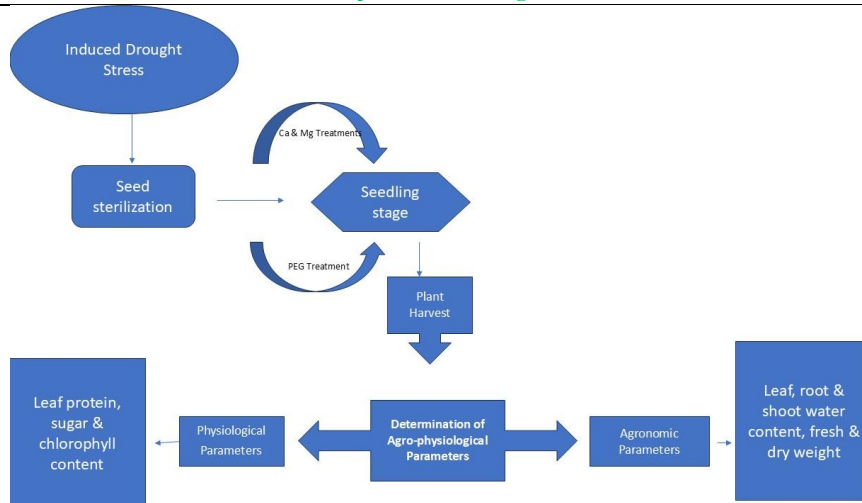 Induced Drought
Stress
Ca & Mg Treatments
Seed
sterilization
Seedling
stage
PEG Treatment
Plant
Harvest
Leaf protein,
sugar &
chlorophyll
content
Physiological
Parameters
Determination of
Agro-physiological
Parameters
Agronomic
Parameters
Leaf, root &
shoot water
content, fresh &
dry weight